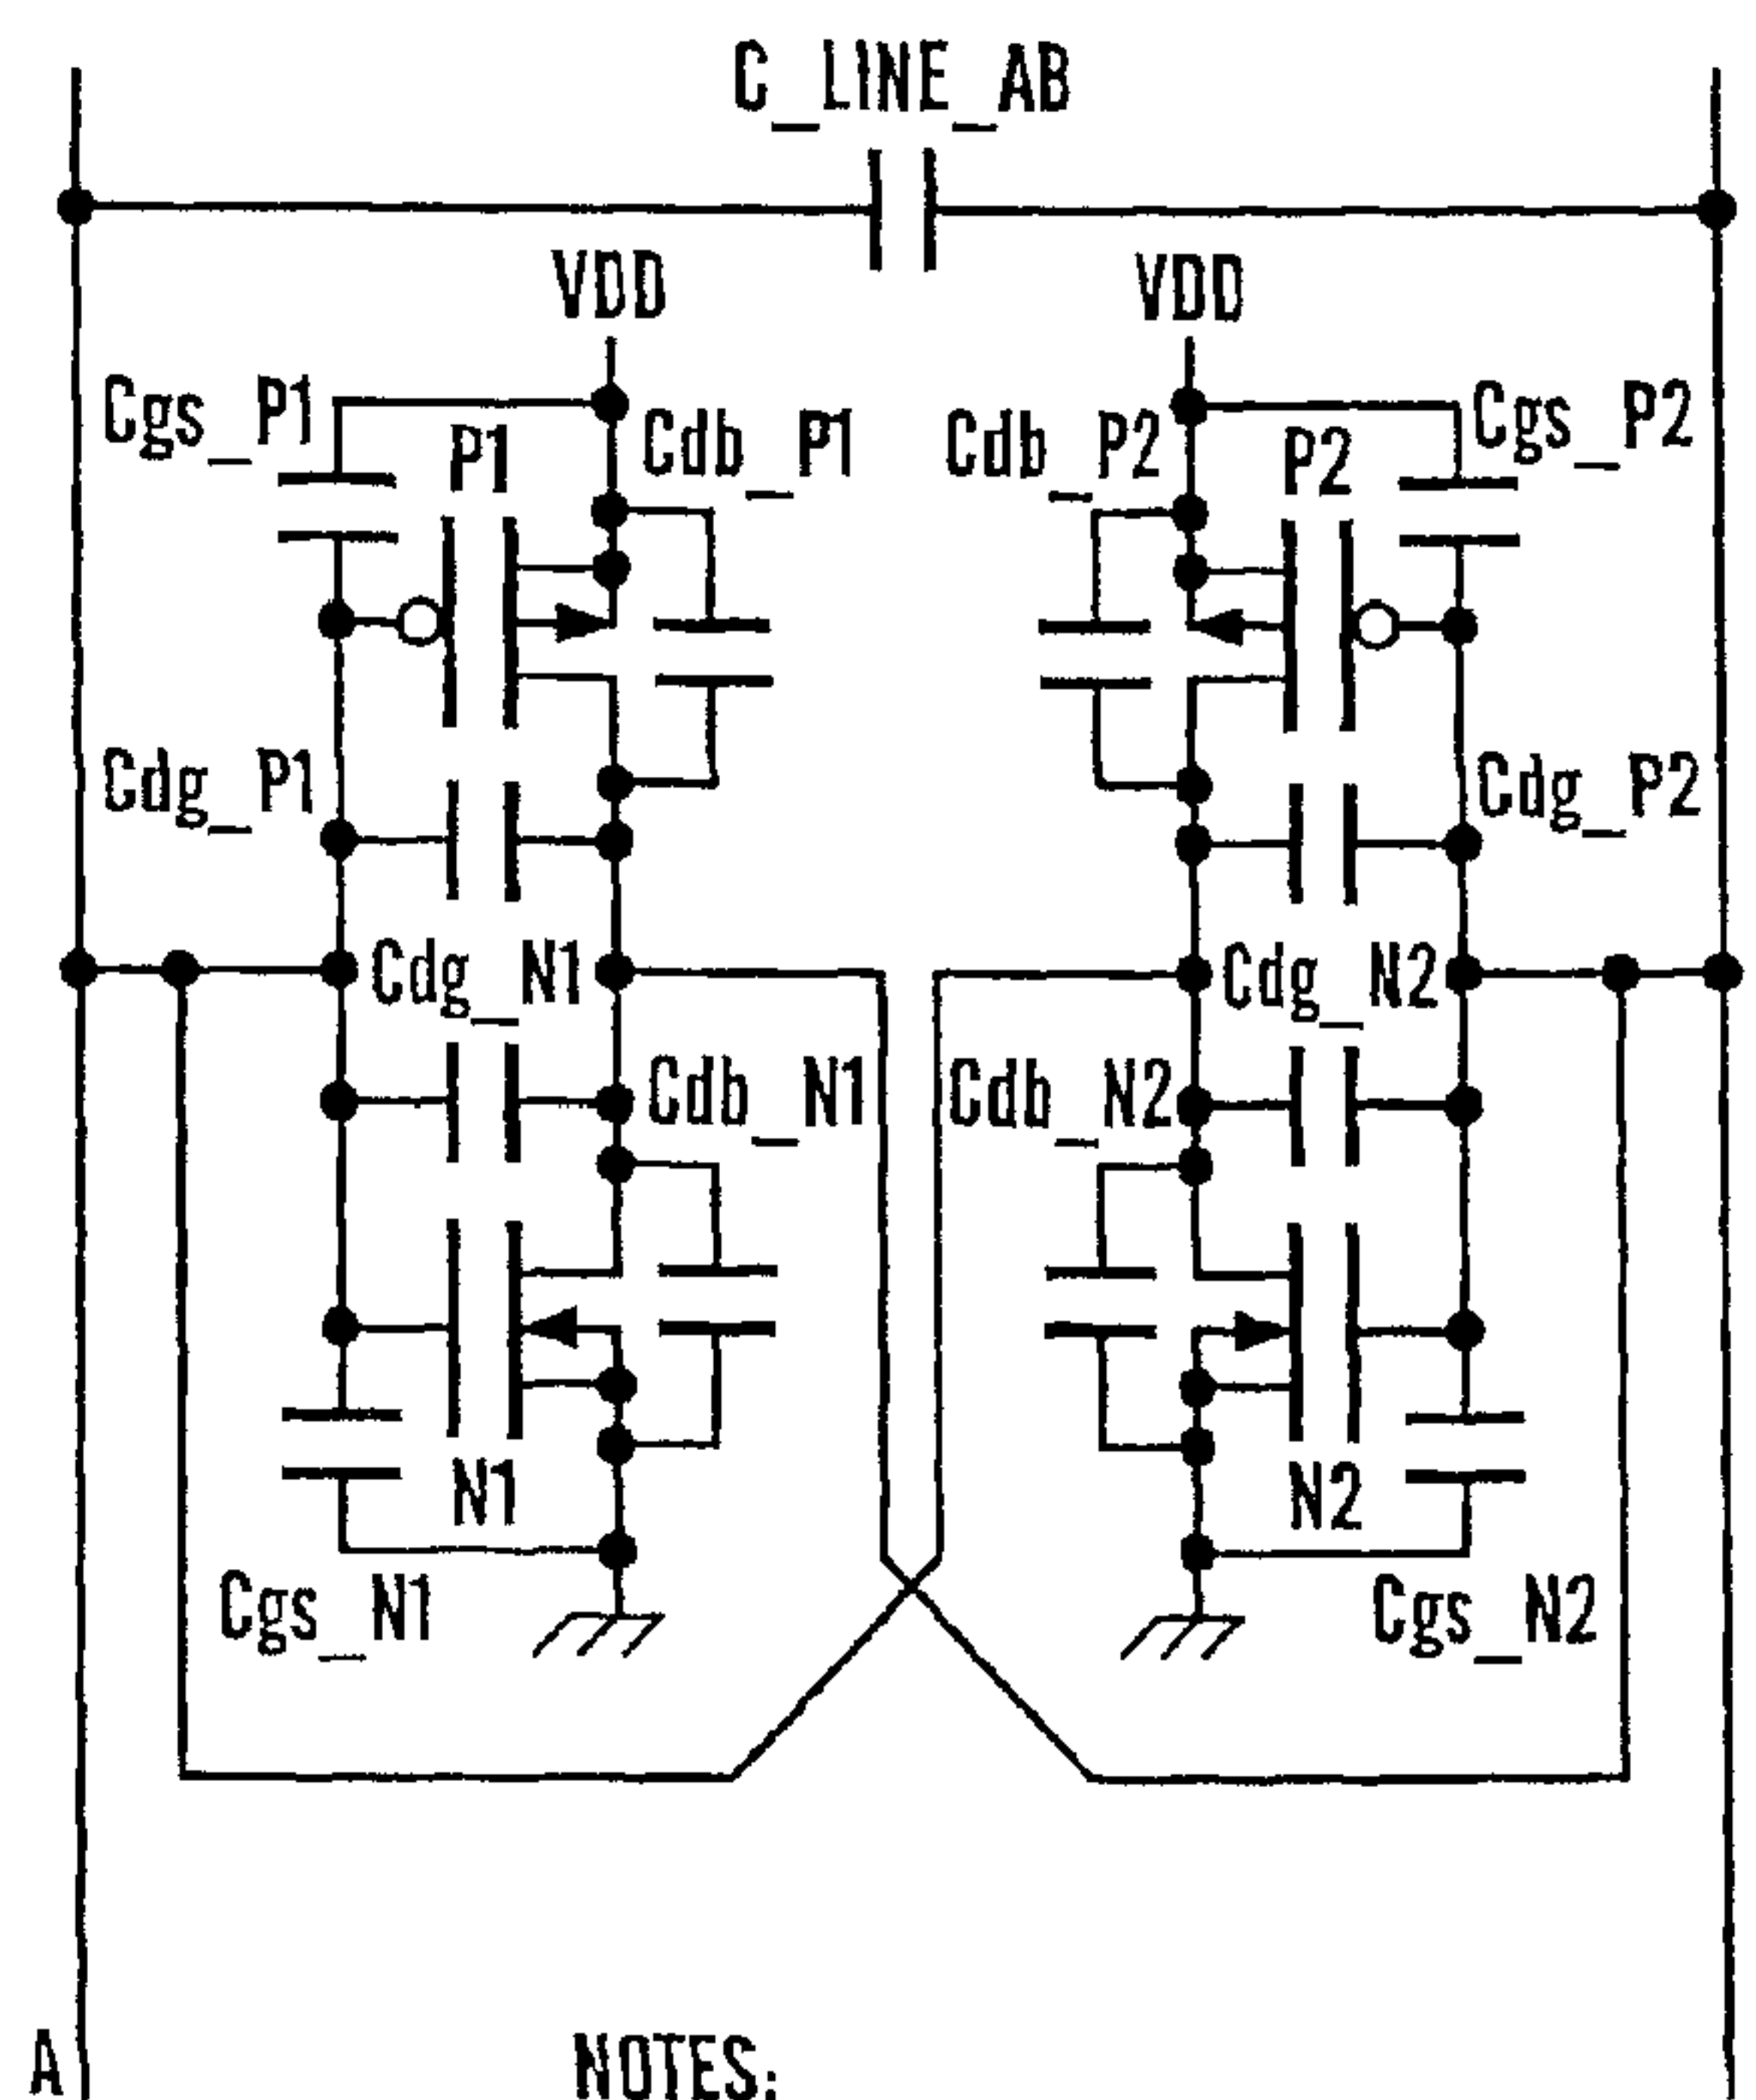 C_LINE_AB
VDD
VDD
Cgs_P1
P1
Cdb_P1
Cdb_P2
P2
Cgs_P2
Cdg_P1
Cdg_P2
Cdg_N1
Cdg_N2
Cdb_N1
Cdb_N2
N1
N2
Cgs_N1
Cgs_N2
A
NOTES: